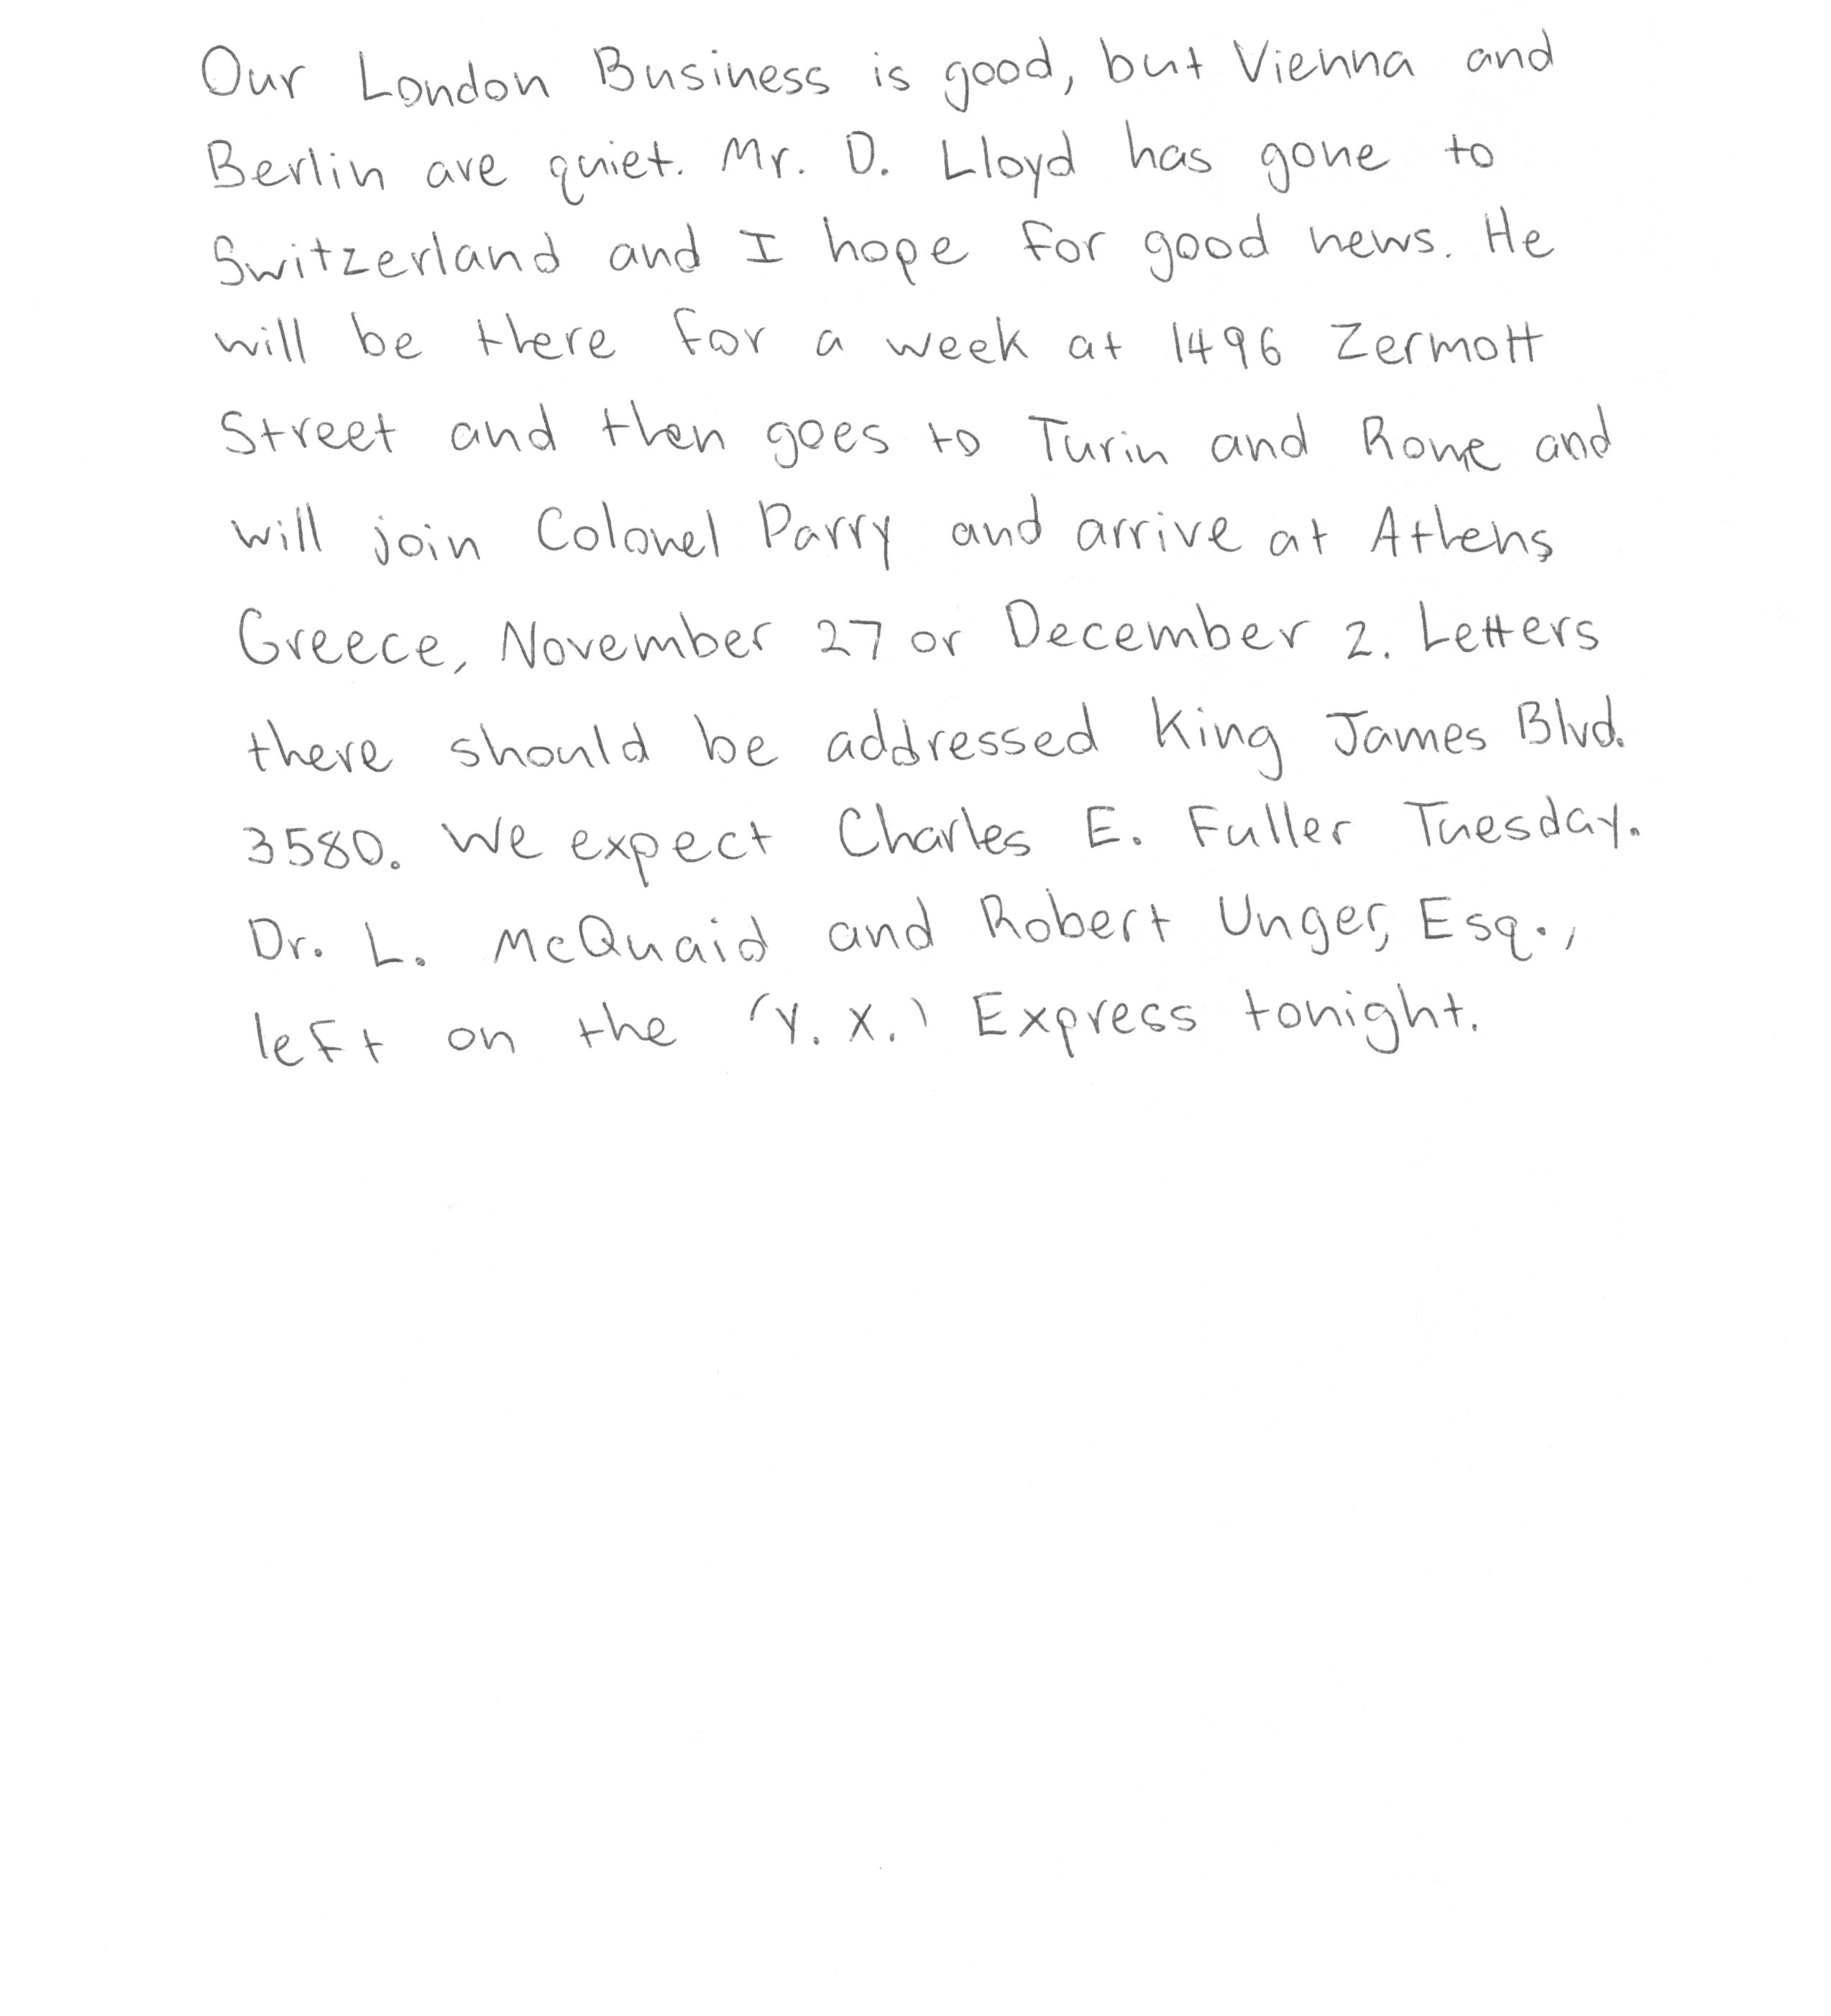 Our London Business is good, but Vienna and
Berlin are quiet. Mr. D. Lloyd has gone to
Switzerland and I hope for good news. He
will be there for a week at 1496 Zermott
Street and then goes to Turin and Rome and
will join Colonel Parry and arrive at Athens,
Greece, November 27 or December 2. Letters
there should be addressed King James Blvd.
3580. We expect Charles E. Fuller Tuesday.
Dr. L. McQuaid and Robert Unger, Esq.,
left on the 'Y. X.' Express tonight.